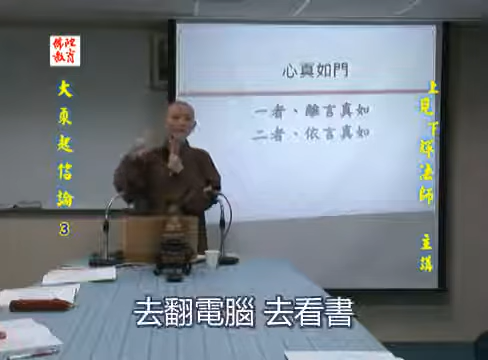 佛陀
教育
大乘起信論 3
心真如門
一者、離言真如
二者、依言真如
上見下輝法師 主講
去翻電腦 去看書